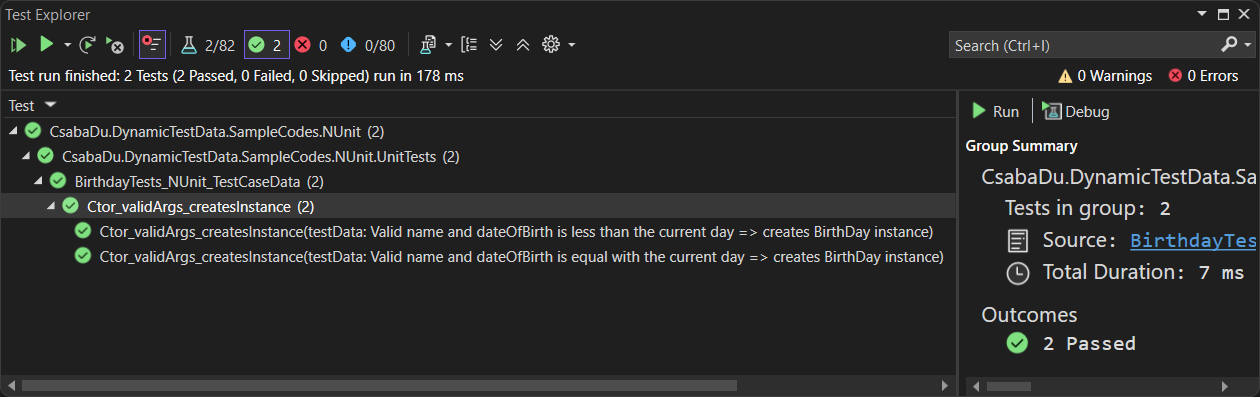 Test Explorer
2/82 2 0 0/80 Search (Ctrl+I)
Test run finished: 2 Tests (2 Passed, 0 Failed, 0 Skipped) run in 178 ms 0 Warnings 0 Errors
Test
Run Debug
CsabaDu.DynamicTestData.SampleCodes.NUnit (2)
CsabaDu.DynamicTestData.SampleCodes.NUnit.UnitTests (2)
BirthdayTests_NUnit_TestCaseData (2)
Ctor_validArgs_createsInstance (2)
Ctor_validArgs_createsInstance(testData: Valid name and dateOfBirth is less than the current day => creates BirthDay instance)
Ctor_validArgs_createsInstance(testData: Valid name and dateOfBirth is equal with the current day => creates BirthDay instance)
Group Summary
CsabaDu.DynamicTestData.Sa
Tests in group: 2
Source: BirthdayTes
Total Duration: 7 ms
Outcomes
2 Passed